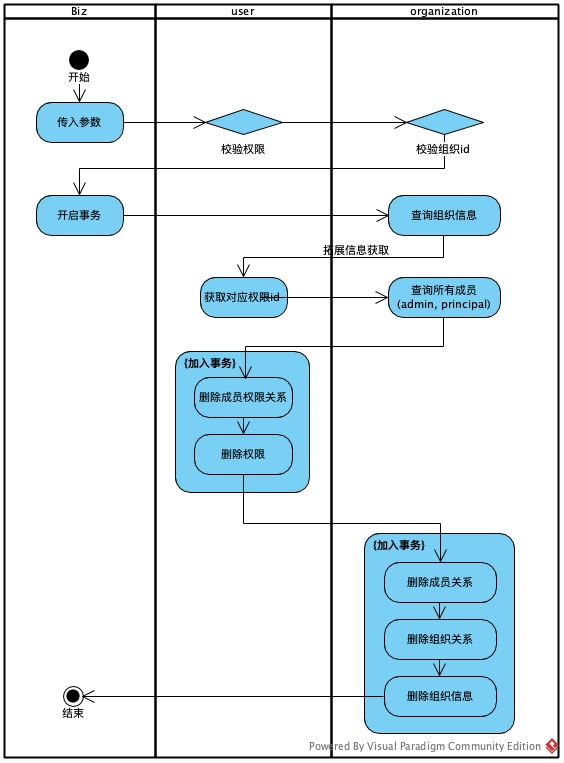 Biz
user
organization
开始
传入参数
校验权限
校验组织id
开启事务
查询组织信息
拓展信息获取
获取对应权限id
查询所有成员
(admin, principal)
{加入事务}
删除成员权限关系
删除权限
{加入事务}
删除成员关系
删除组织关系
删除组织信息
结束
Powered By Visual Paradigm Community Edition